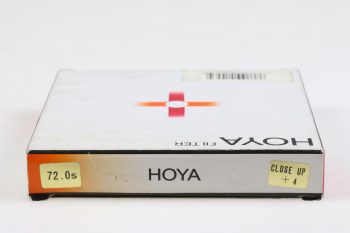 HOYA
FILTER
72.0s
HOYA
CLOSE UP
+ 4